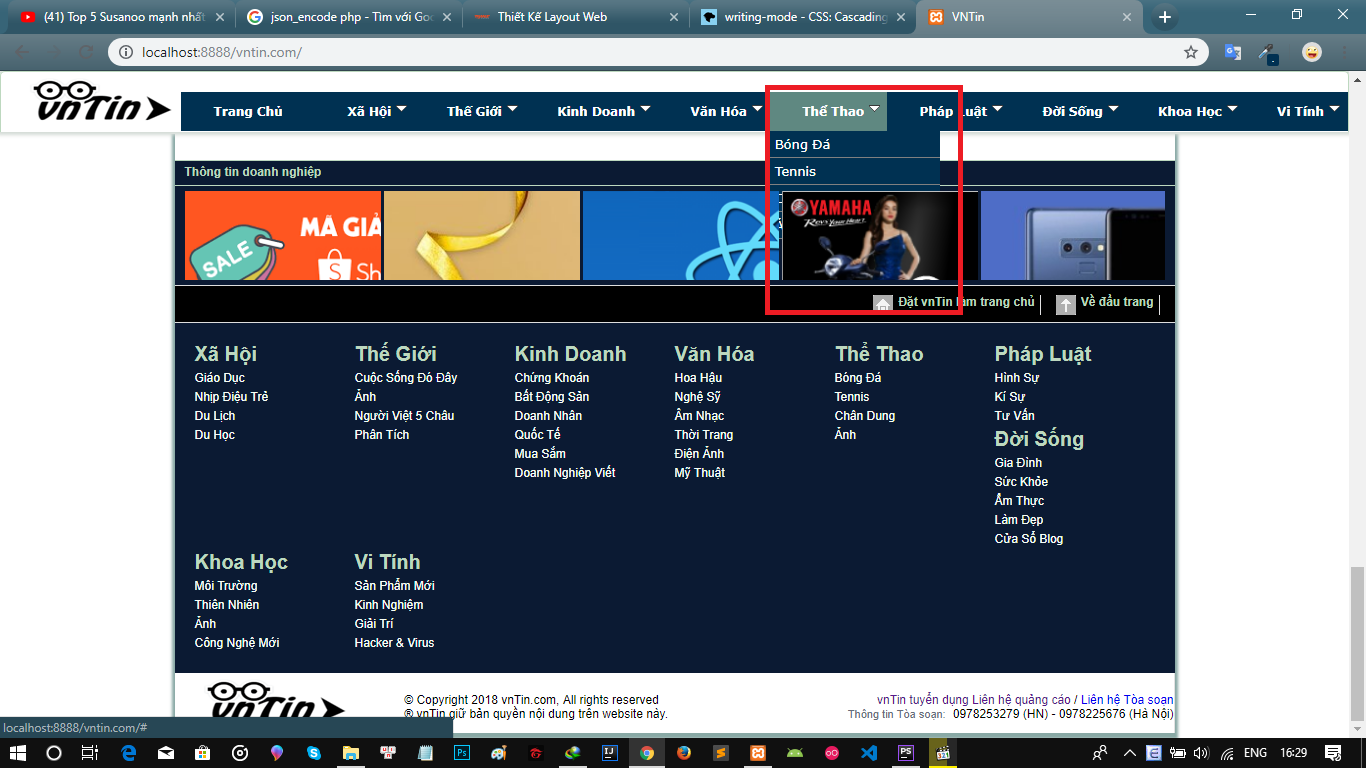 (41) Top 5 Susanoo mạnh nhất
json_encode php - Tìm với Goo
Thiết Kế Layout Web
writing-mode - CSS: Cascading
VNTin
localhost:8888/vntin.com/
vnTin
Trang Chủ Xã Hội Thế Giới Kinh Doanh Văn Hóa Thể Thao Pháp Luật Đời Sống Khoa Học Vi Tính
Bóng Đá
Tennis
Thông tin doanh nghiệp
SALE
MÃ GIẢ
Sh
YAMAHA
Revs Your Heart.
Đặt vnTin làm trang chủ
Về đầu trang
Xã Hội
Giáo Dục
Nhịp Điệu Trẻ
Du Lịch
Du Học
Thế Giới
Cuộc Sống Đó Đây
Ảnh
Người Việt 5 Châu
Phân Tích
Kinh Doanh
Chứng Khoán
Bất Động Sản
Doanh Nhân
Quốc Tế
Mua Sắm
Doanh Nghiệp Viết
Văn Hóa
Hoa Hậu
Nghệ Sỹ
Âm Nhạc
Thời Trang
Điện Ảnh
Mỹ Thuật
Thể Thao
Bóng Đá
Tennis
Chân Dung
Ảnh
Pháp Luật
Hình Sự
Kí Sự
Tư Vấn
Đời Sống
Gia Đình
Sức Khỏe
Ẩm Thực
Làm Đẹp
Cửa Sổ Blog
Khoa Học
Môi Trường
Thiên Nhiên
Ảnh
Công Nghệ Mới
Vi Tính
Sản Phẩm Mới
Kinh Nghiệm
Giải Trí
Hacker & Virus
vnTin
© Copyright 2018 vnTin.com, All rights reserved
® vnTin giữ bản quyền nội dung trên website này.
vnTin tuyển dụng Liên hệ quảng cáo / Liên hệ Tòa soạn
Thông tin Tòa soạn: 0978253279 (HN) - 0978225676 (Hà Nội)
localhost:8888/vntin.com/#
ENG 16:29